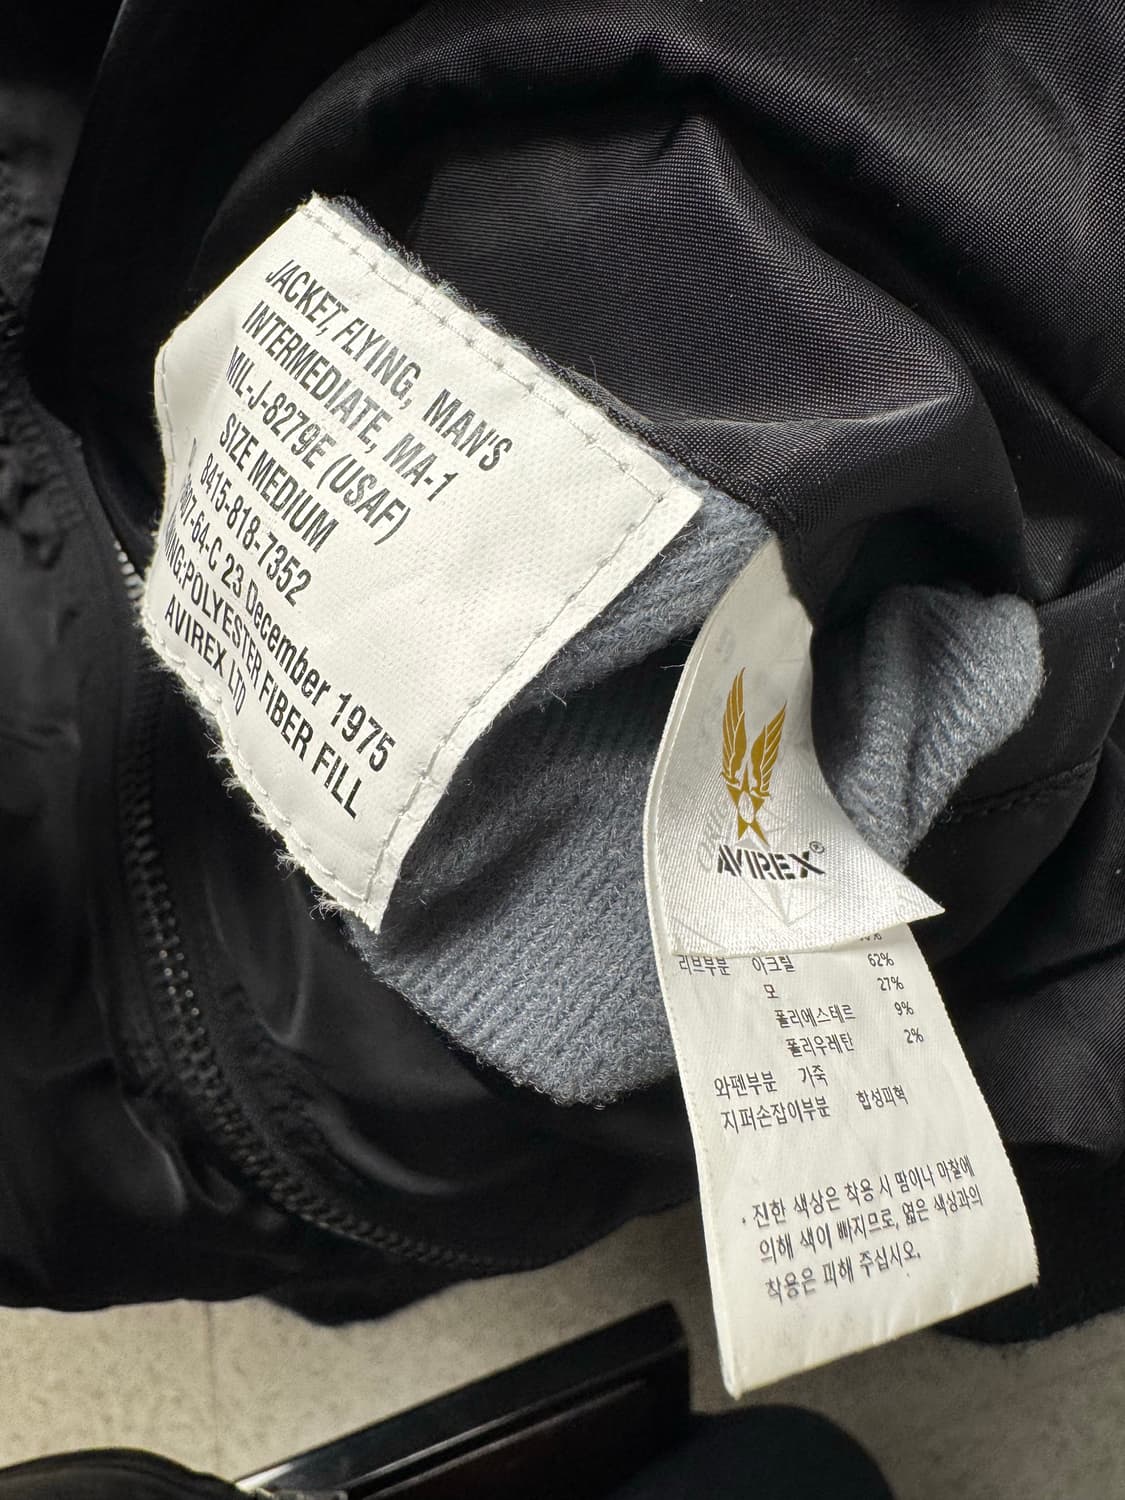 JACKET, FLYING, MAN'S
INTERMEDIATE, MA-1
MIL-J-8279E (USAF)
SIZE MEDIUM
8415-818-7352
807-64-C 23 December 1975
POLYESTER FIBER FILL
AVIREX LTD
AVIREX®
리브부분 아크릴 62%
모 27%
폴리에스테르 9%
폴리우레탄 2%
와펜부분 가죽
지퍼손잡이부분 합성피혁
· 진한 색상은 착용 시 땀이나 마찰에
의해 색이 빠지므로, 엷은 색상과의
착용은 피해 주십시오.